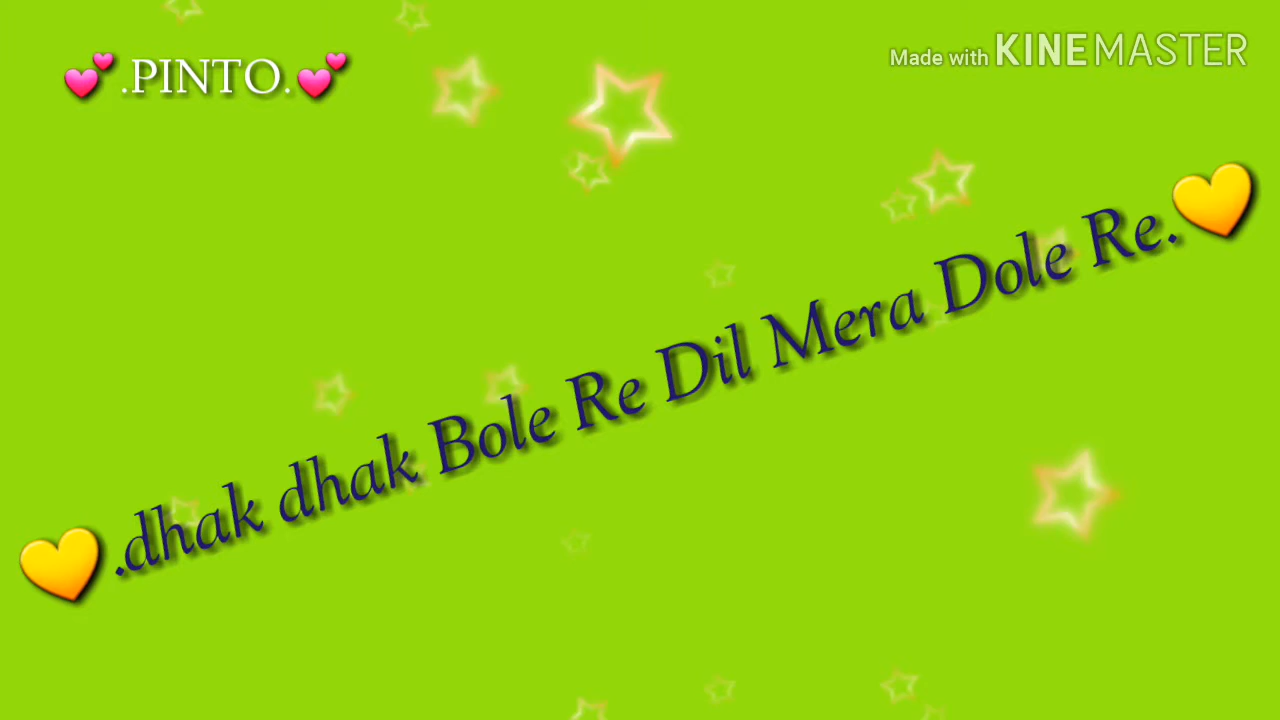 💕.PINTO.💕
Made with KINEMASTER
💛.dhak dhak Bole Re Dil Mera Dole Re.💛